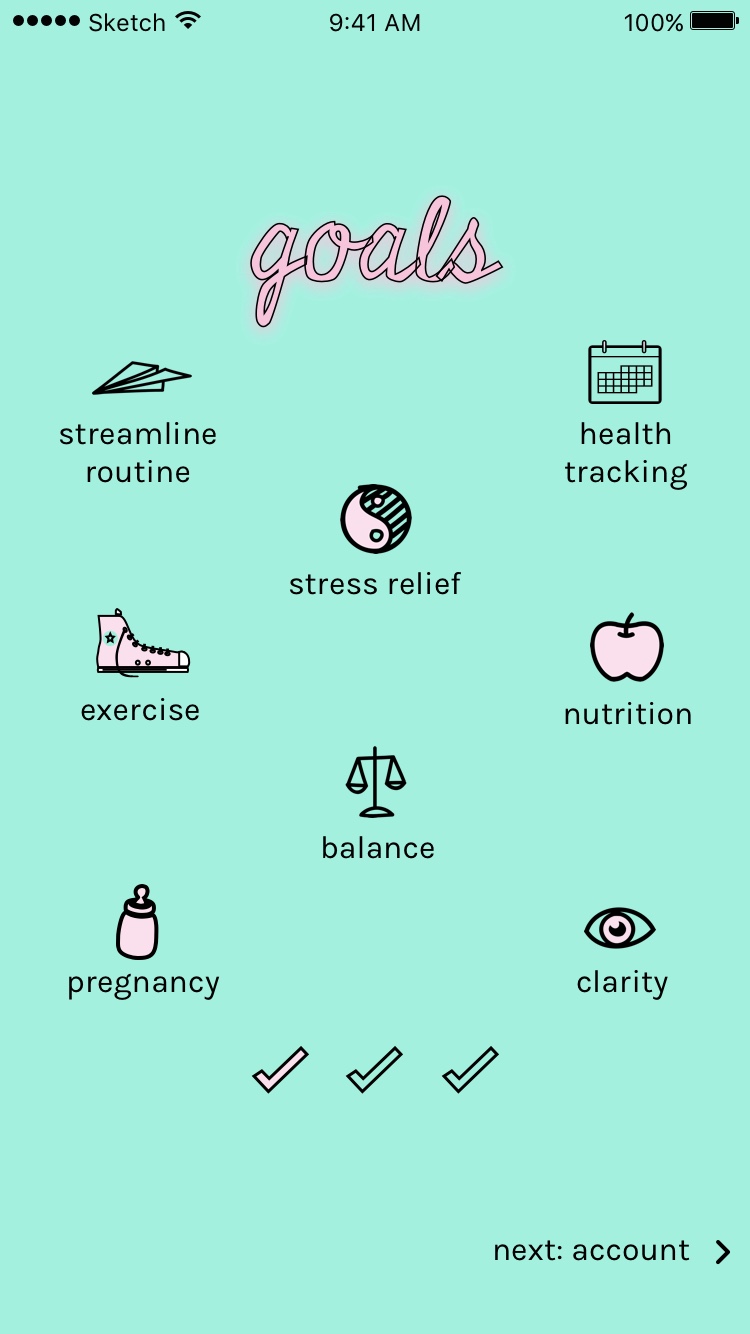 Sketch 9:41 AM 100%
goals
streamline
routine
health
tracking
stress relief
exercise
nutrition
balance
pregnancy
clarity
next: account